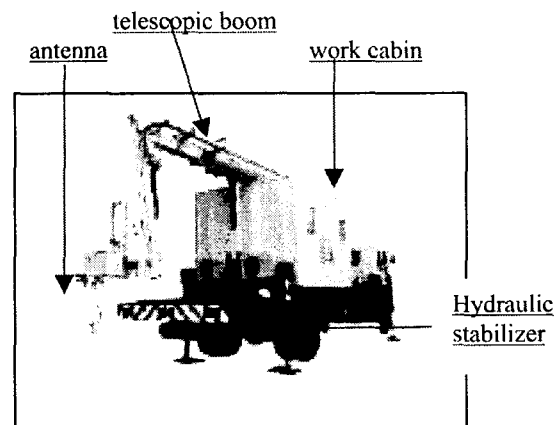 telescopic boom
antenna
work cabin
Hydraulic
stabilizer